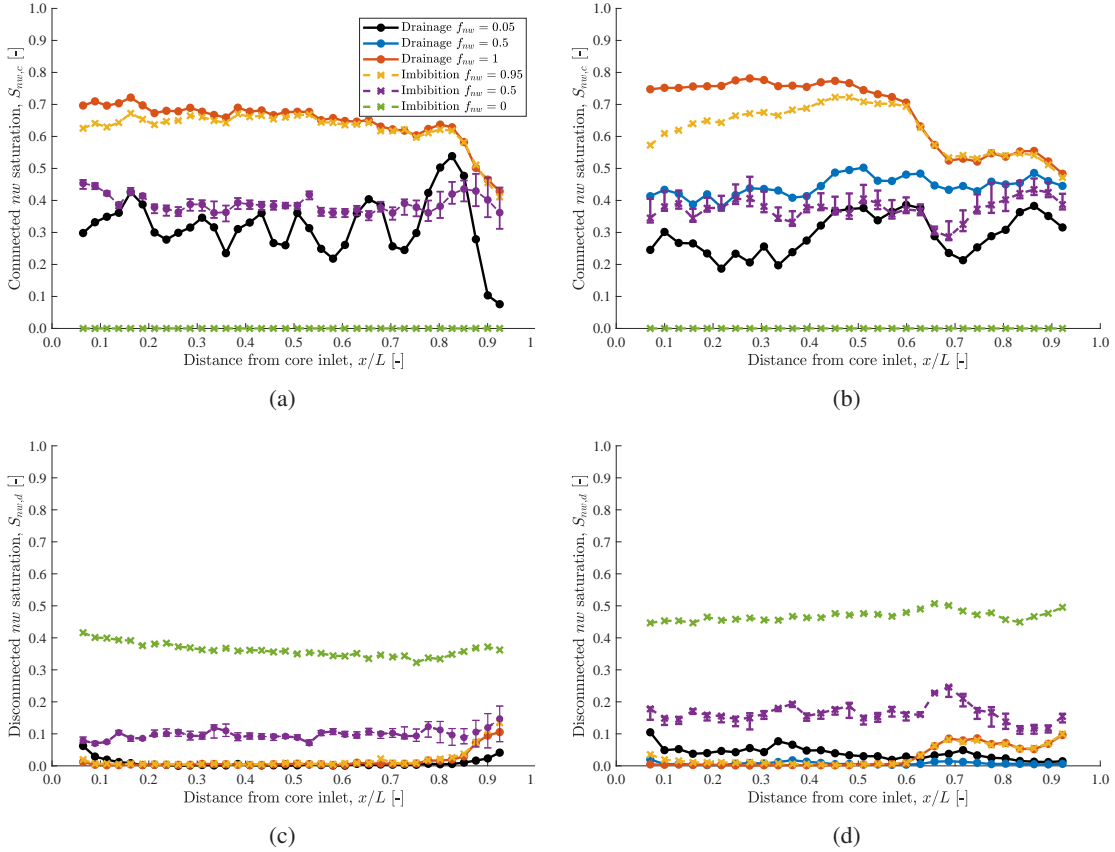 1.0
0.9
0.8
0.7
0.6
0.5
0.4
0.3
0.2
0.1
0.0
Connected nw saturation, S_{nw,c} [-]
Drainage f_{nw} = 0.05
Drainage f_{nw} = 0.5
Drainage f_{nw} = 1
Imbibition f_{nw} = 0.95
Imbibition f_{nw} = 0.5
Imbibition f_{nw} = 0
0.0 0.1 0.2 0.3 0.4 0.5 0.6 0.7 0.8 0.9 1
Distance from core inlet, x/L [-]
(a)
1.0
0.9
0.8
0.7
0.6
0.5
0.4
0.3
0.2
0.1
0.0
Connected nw saturation, S_{nw,c} [-]
0.0 0.1 0.2 0.3 0.4 0.5 0.6 0.7 0.8 0.9 1.0
Distance from core inlet, x/L [-]
(b)
1.0
0.9
0.8
0.7
0.6
0.5
0.4
0.3
0.2
0.1
0.0
Disconnected nw saturation, S_{nw,d} [-]
0.0 0.1 0.2 0.3 0.4 0.5 0.6 0.7 0.8 0.9 1.0
Distance from core inlet, x/L [-]
(c)
1.0
0.9
0.8
0.7
0.6
0.5
0.4
0.3
0.2
0.1
0.0
Disconnected nw saturation, S_{nw,d} [-]
0.0 0.1 0.2 0.3 0.4 0.5 0.6 0.7 0.8 0.9 1.0
Distance from core inlet, x/L [-]
(d)